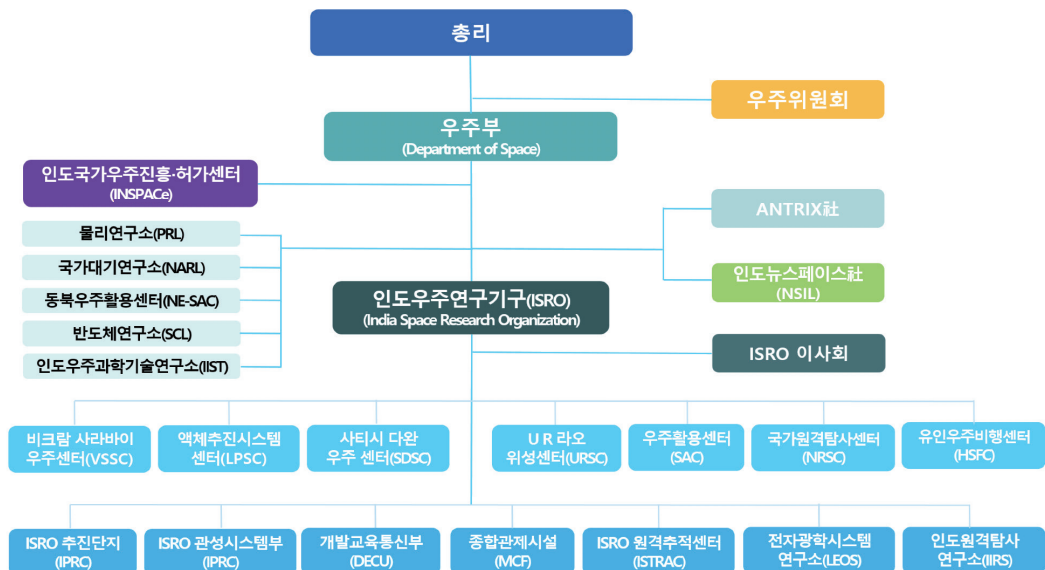 총리
우주위원회
우주부
(Department of Space)
인도국가우주진흥·허가센터
(INSPACe)
물리연구소(PRL)
국가대기연구소(NARL)
동북우주활용센터(NE-SAC)
반도체연구소(SCL)
인도우주과학기술연구소(IIST)
ANTRIX社
인도뉴스페이스社
(NSIL)
인도우주연구기구(ISRO)
(India Space Research Organization)
ISRO 이사회
비크람 사라바이
우주센터(VSSC)
액체추진시스템
센터(LPSC)
사티시 다완
우주 센터(SDSC)
U R 라오
위성센터(URSC)
우주활용센터
(SAC)
국가원격탐사센터
(NRSC)
유인우주비행센터
(HSFC)
ISRO 추진단지
(IPRC)
ISRO 관성시스템부
(IPRC)
개발교육통신부
(DECU)
종합관제시설
(MCF)
ISRO 원격추적센터
(ISTRAC)
전자광학시스템
연구소(LEOS)
인도원격탐사
연구소(IIRS)